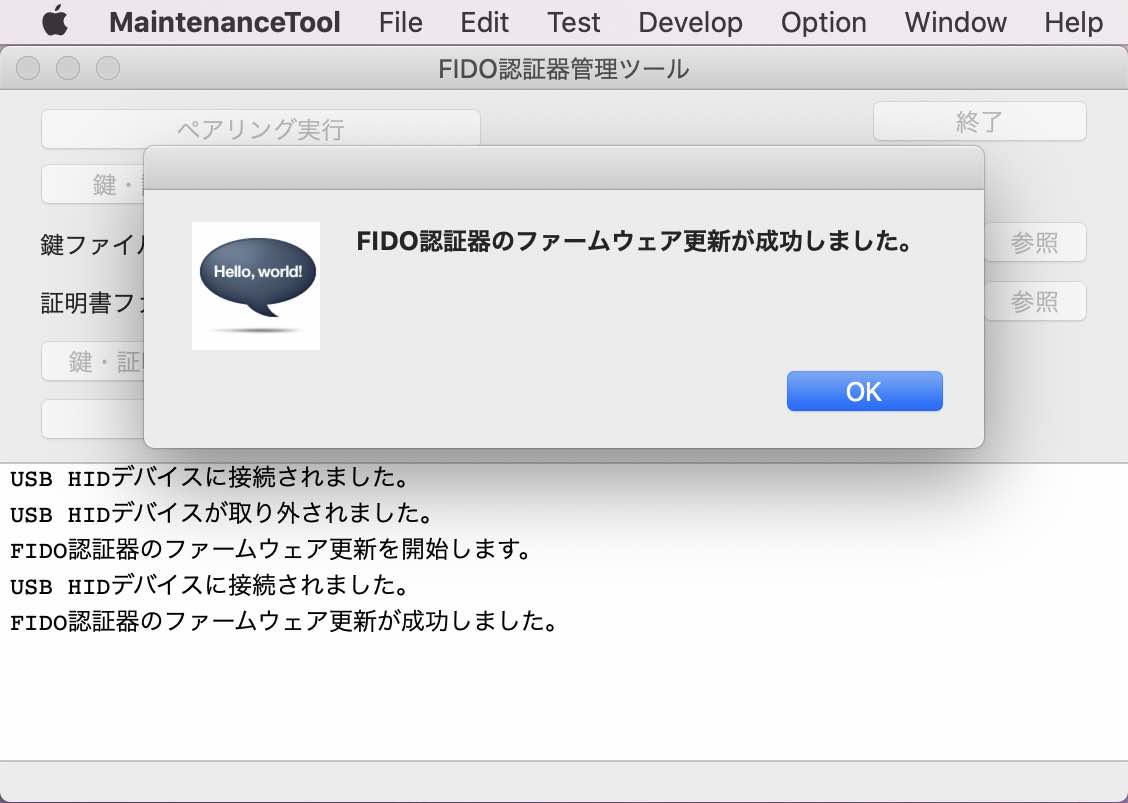 MaintenanceTool File Edit Test Develop Option Window Help
FIDO認証器管理ツール
ペアリング実行
終了
鍵・
FIDO認証器のファームウェア更新が成功しました。
Hello, world!
鍵ファイル
参照
証明書ファ
参照
鍵・証
OK
USB HIDデバイスに接続されました。
USB HIDデバイスが取り外されました。
FIDO認証器のファームウェア更新を開始します。
USB HIDデバイスに接続されました。
FIDO認証器のファームウェア更新が成功しました。